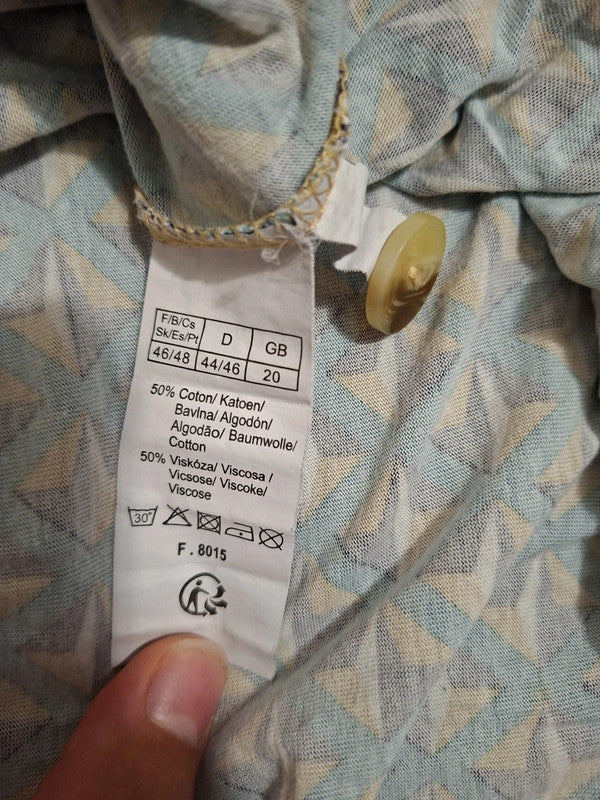 F/B/Cs
Sk/Es/Pt
D
GB
46/48
44/46
20
50% Coton/ Katoen/
Bavlna/ Algodón/
Algodão/ Baumwolle/
Cotton
50% Viskóza/ Viscosa /
Vicsose/ Viscoke/
Viscose
30°
F . 8015